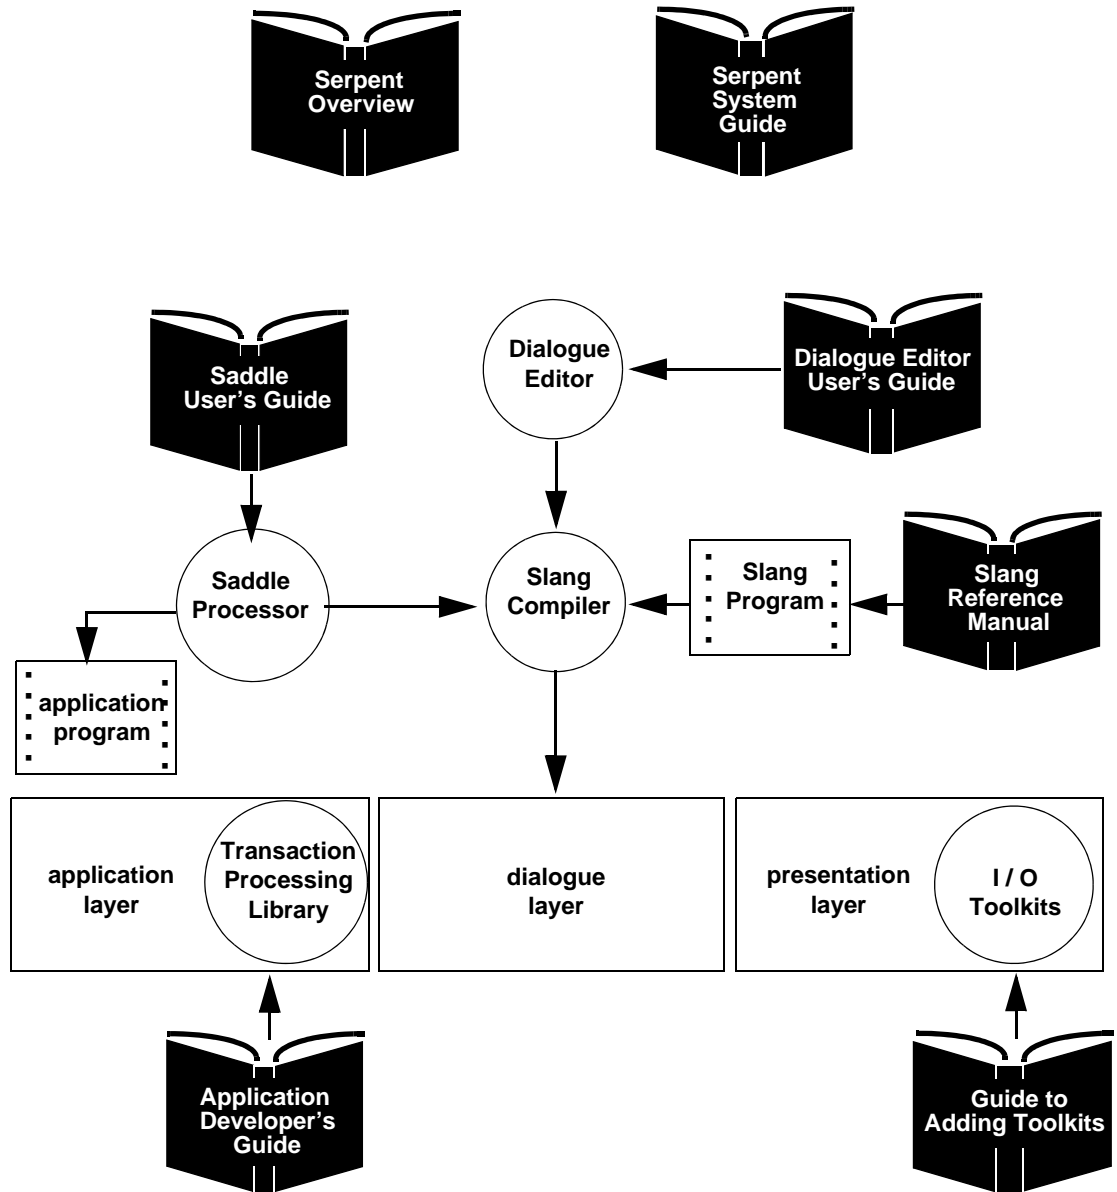 Serpent
Overview
Serpent
System
Guide
Saddle
User's Guide
Dialogue
Editor
Dialogue Editor
User's Guide
Saddle
Processor
Slang
Compiler
Slang
Program
Slang
Reference
Manual
application
program
application
layer
Transaction
Processing
Library
dialogue
layer
presentation
layer
I / O
Toolkits
Application
Developer's
Guide
Guide to
Adding Toolkits